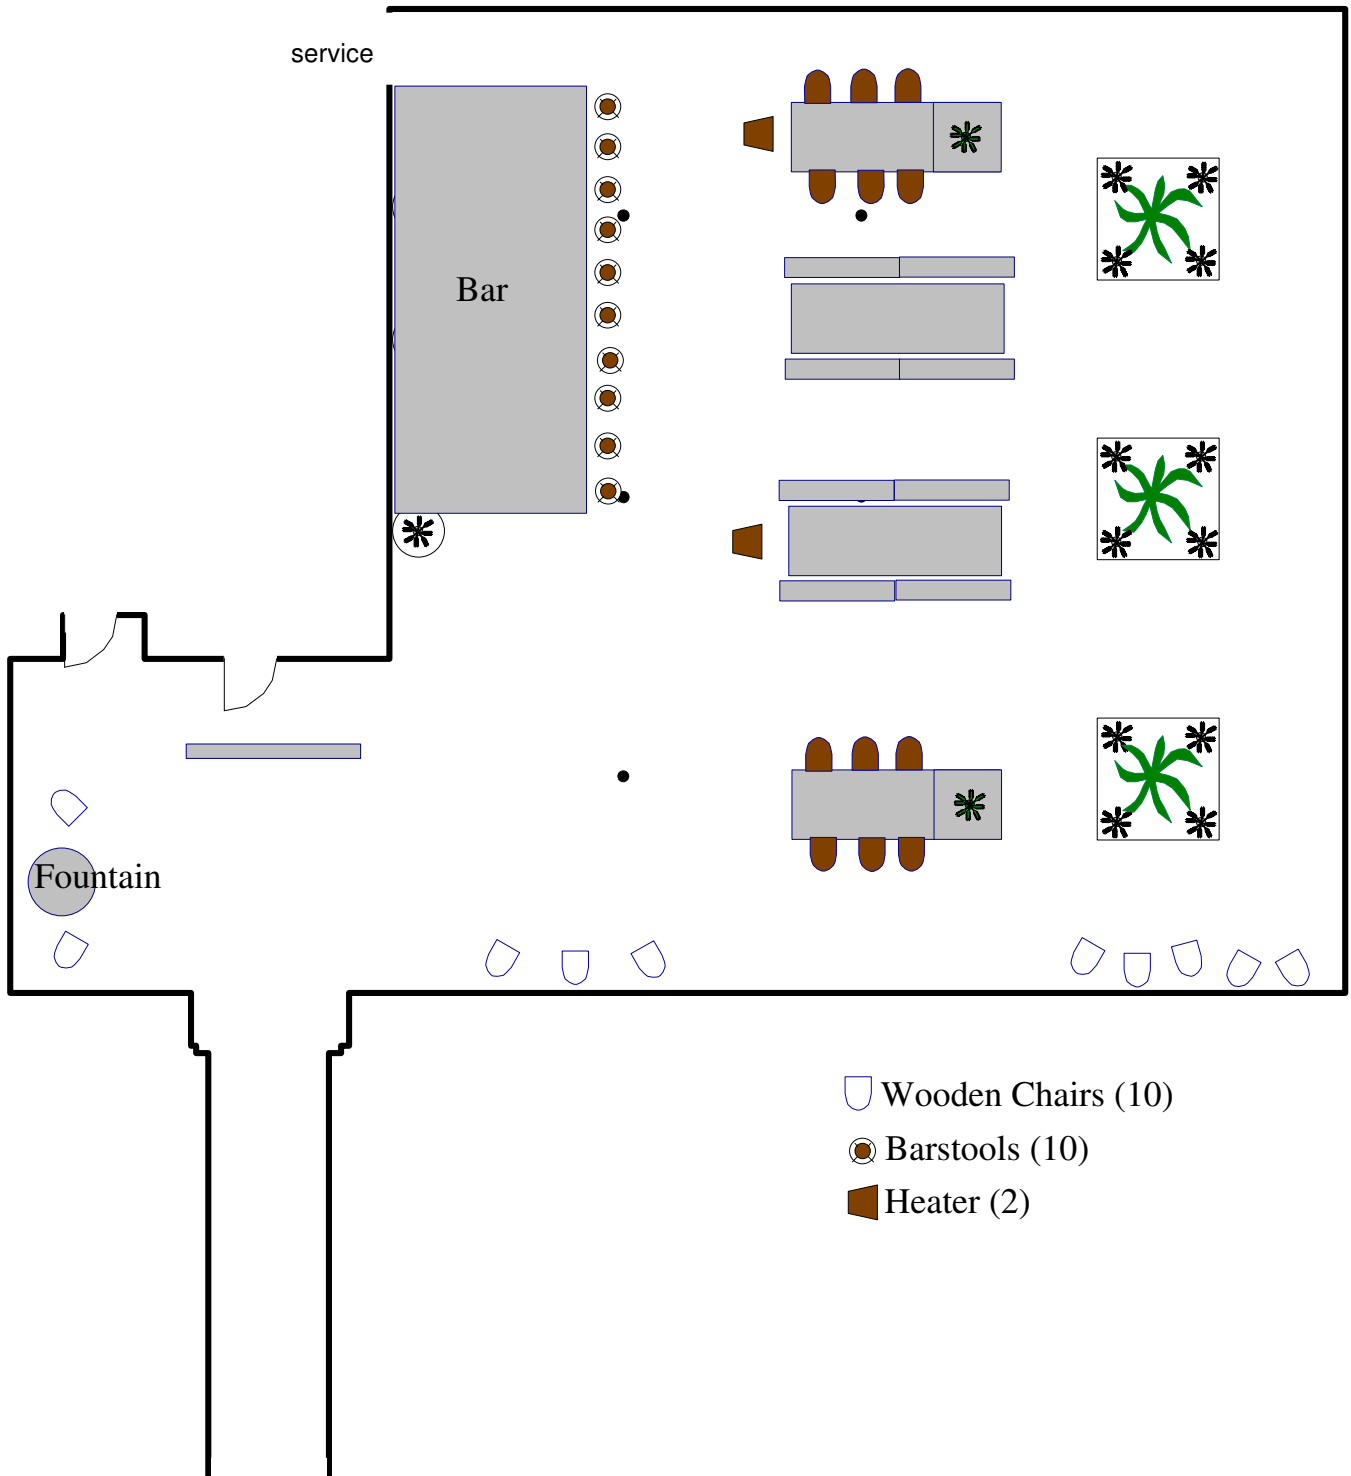 service
Bar
Fountain
Wooden Chairs (10)
Barstools (10)
Heater (2)